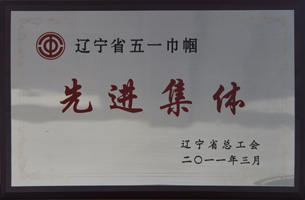 辽宁省五一巾帼
先进集体
辽宁省总工会
二〇一一年三月